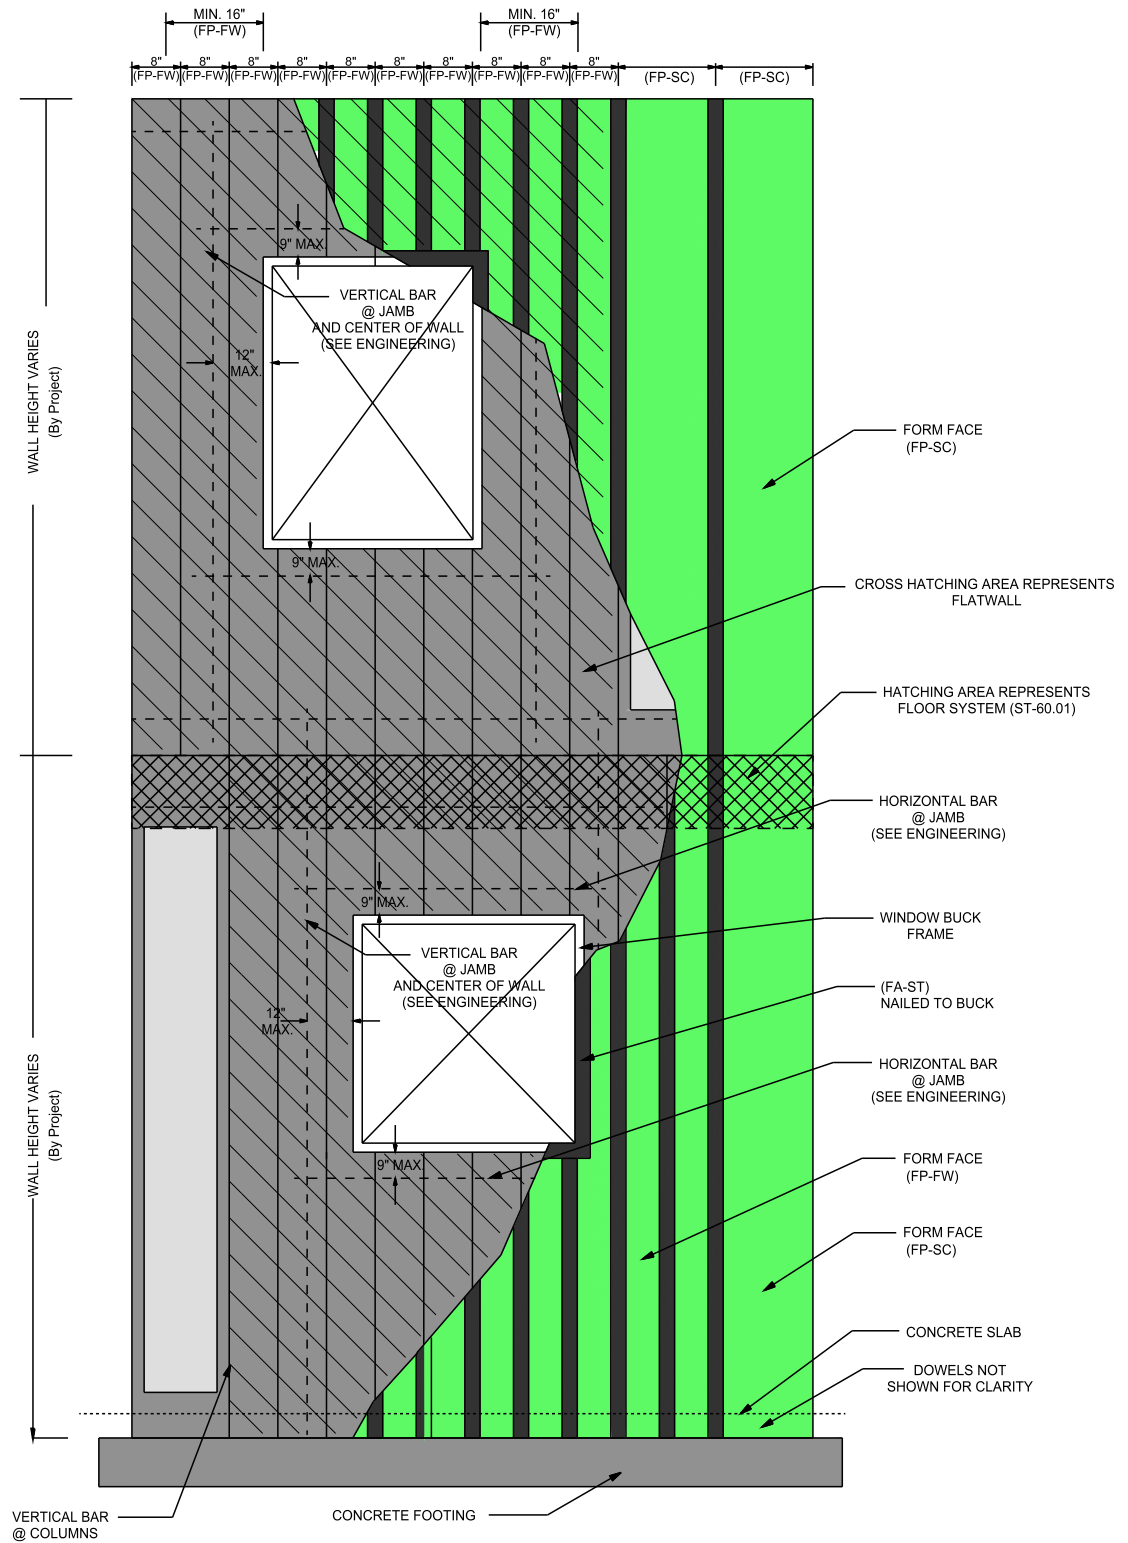 MIN. 16"
(FP-FW)
MIN. 16"
(FP-FW)
8" 8" 8" 8" 8" 8" 8" 8" 8" 8"
(FP-FW) (FP-FW) (FP-FW) (FP-FW) (FP-FW) (FP-FW) (FP-FW) (FP-FW) (FP-FW) (FP-FW) (FP-SC) (FP-SC)
9" MAX.
VERTICAL BAR
@ JAMB
AND CENTER OF WALL
(SEE ENGINEERING)
12"
MAX.
WALL HEIGHT VARIES
(By Project)
FORM FACE
(FP-SC)
9" MAX.
CROSS HATCHING AREA REPRESENTS
FLATWALL
HATCHING AREA REPRESENTS
FLOOR SYSTEM (ST-60.01)
HORIZONTAL BAR
@ JAMB
(SEE ENGINEERING)
9" MAX.
WINDOW BUCK
FRAME
VERTICAL BAR
@ JAMB
AND CENTER OF WALL
(SEE ENGINEERING)
(FA-ST)
NAILED TO BUCK
12"
MAX.
WALL HEIGHT VARIES
(By Project)
HORIZONTAL BAR
@ JAMB
(SEE ENGINEERING)
9" MAX.
FORM FACE
(FP-FW)
FORM FACE
(FP-SC)
CONCRETE SLAB
DOWELS NOT
SHOWN FOR CLARITY
VERTICAL BAR
@ COLUMNS
CONCRETE FOOTING